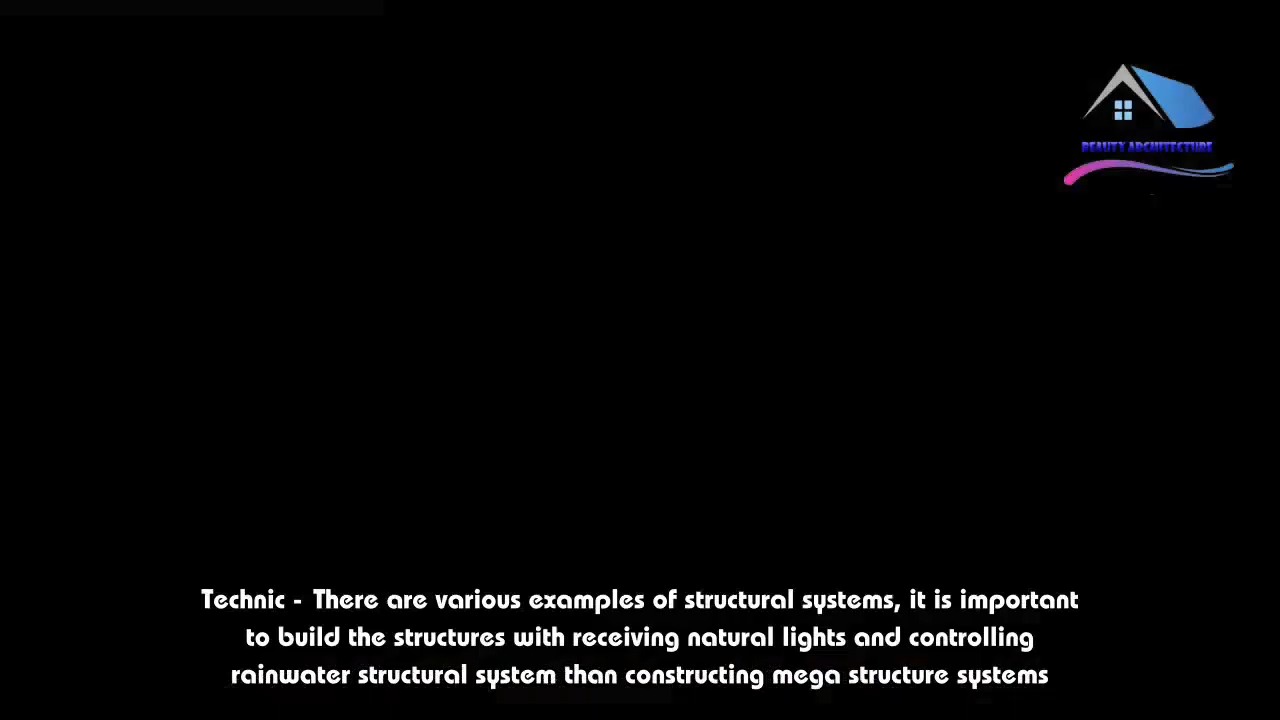 BEAUTY ARCHITECTURE
Technic - There are various examples of structural systems, it is important
to build the structures with receiving natural lights and controlling
rainwater structural system than constructing mega structure systems